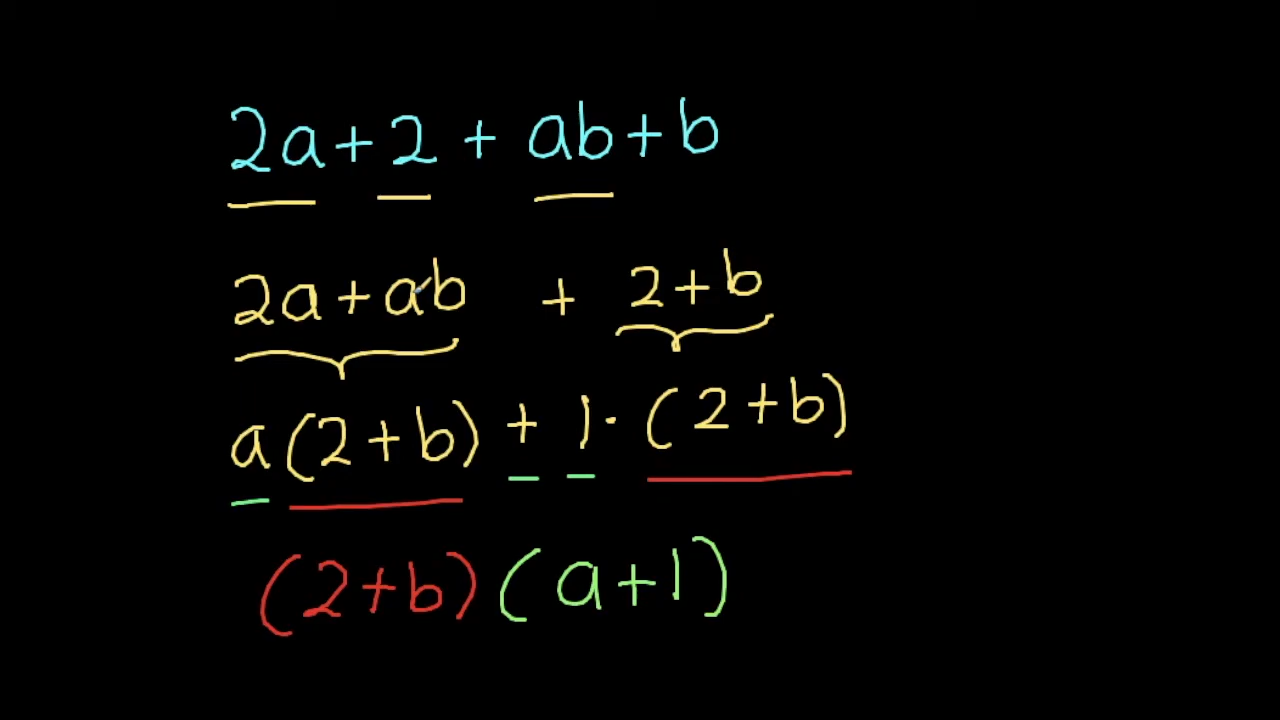 2a+2+ab+b
2a+ab + 2+b
a(2+b) + 1·(2+b)
(2+b)(a+1)